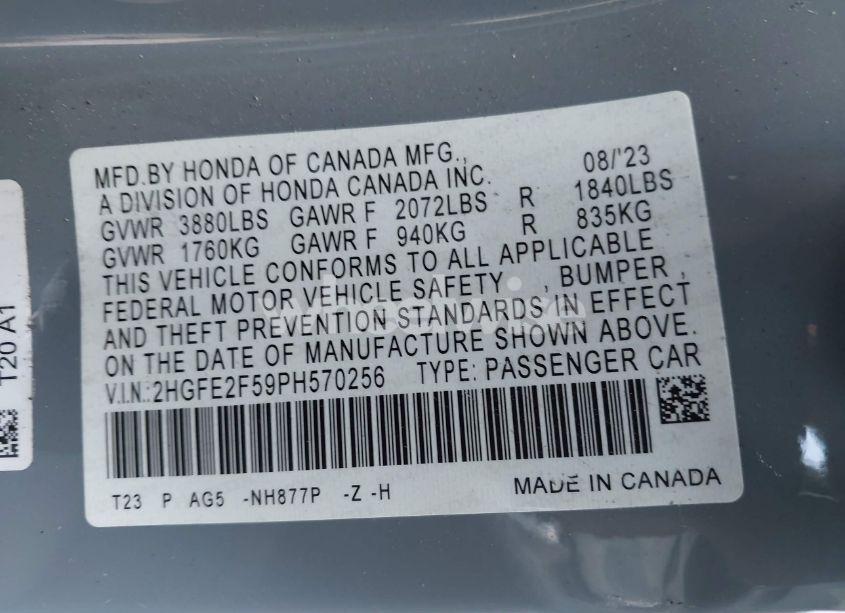 MFD.BY HONDA OF CANADA MFG., 08/'23
A DIVISION OF HONDA CANADA INC.
GVWR 3880LBS GAWR F 2072LBS R 1840LBS
GVWR 1760KG GAWR F 940KG R 835KG
THIS VEHICLE CONFORMS TO ALL APPLICABLE
FEDERAL MOTOR VEHICLE SAFETY , BUMPER ,
AND THEFT PREVENTION STANDARDS IN EFFECT
ON THE DATE OF MANUFACTURE SHOWN ABOVE.
V.I.N.:2HGFE2F59PH570256 TYPE: PASSENGER CAR
T23 P AG5 -NH877P -Z -H MADE IN CANADA
T20 A1